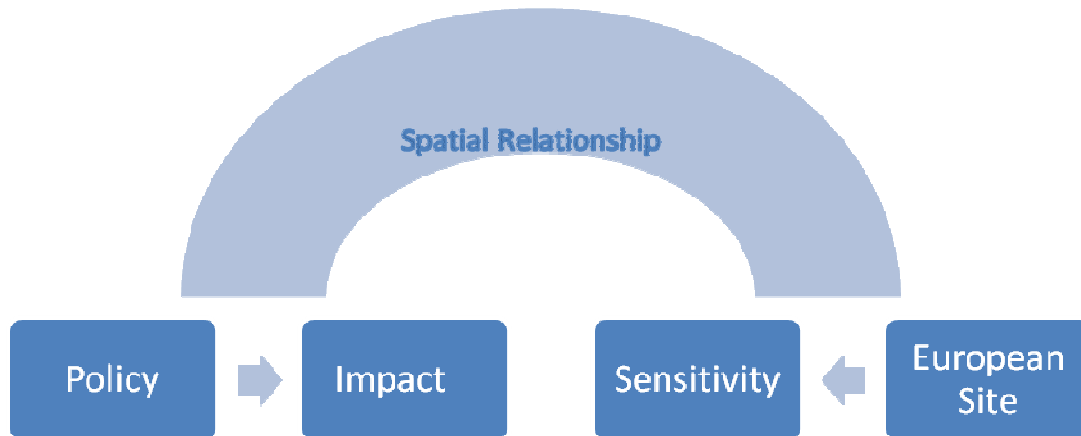 Spatial Relationship
Policy
Impact
Sensitivity
European
Site